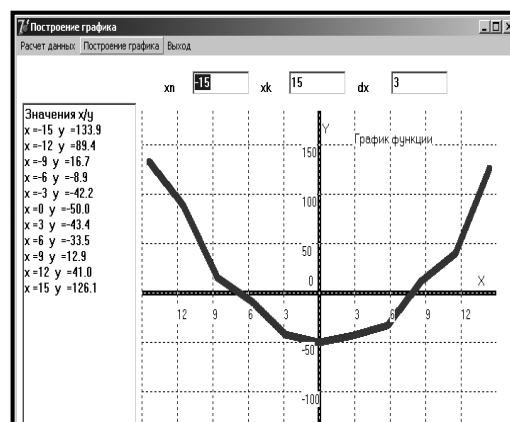 Построение графика
Расчет данных Построение графика Выход
xn -15 xk 15 dx 3
Значения x/y
x =-15 y =133.9
x =-12 y =89.4
x =-9 y =16.7
x =-6 y =-8.9
x =-3 y =-42.2
x =0 y =-50.0
x =3 y =-43.4
x =6 y =-33.5
x =9 y =12.9
x =12 y =41.0
x =15 y =126.1
Y
График функции
150
100
50
0
X
12 9 6 3 3 6 9 12
-50
-100